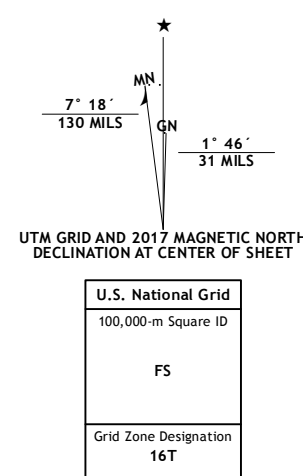 ★
MN
7° 18´
130 MILS
GN
1° 46´
31 MILS
UTM GRID AND 2017 MAGNETIC NORTH
DECLINATION AT CENTER OF SHEET
U.S. National Grid
100,000-m Square ID
FS
Grid Zone Designation
16T